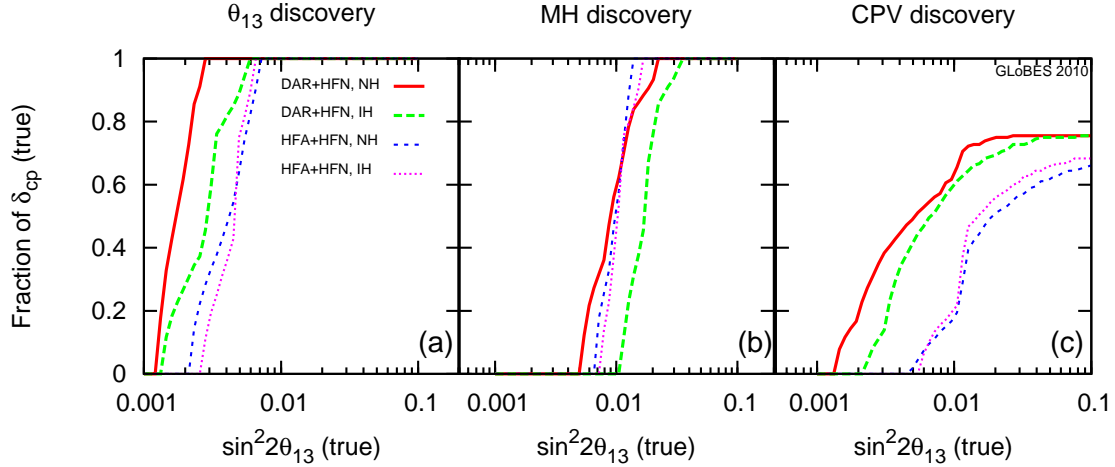 θ13 discovery
MH discovery
CPV discovery
Fraction of δcp (true)
1
0.8
0.6
0.4
0.2
0
DAR+HFN, NH
DAR+HFN, IH
HFA+HFN, NH
HFA+HFN, IH
GLoBES 2010
(a)
(b)
(c)
0.001
0.01
0.1
0.001
0.01
0.1
0.001
0.01
0.1
sin²2θ13 (true)
sin²2θ13 (true)
sin²2θ13 (true)